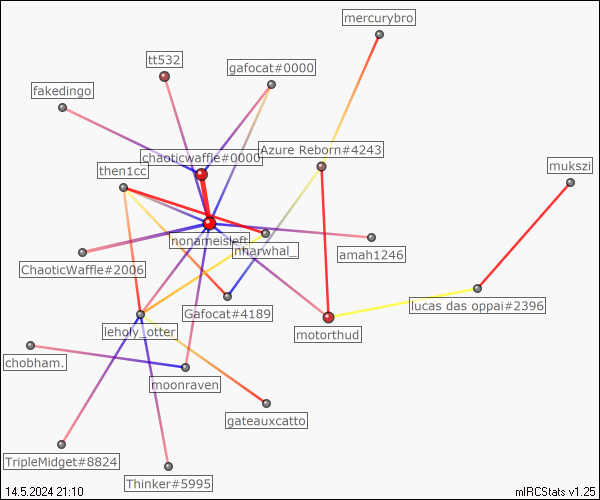 mercurybro
tt532
gafocat#0000
fakedingo
chaoticwaffle#0000
Azure Reborn#4243
then1cc
mukszi
nonameisleft
nharwhal_
amah1246
ChaoticWaffle#2006
Gafocat#4189
lucas das oppai#2396
leholy_otter
motorthud
chobham.
moonraven
gateauxcatto
TripleMidget#8824
Thinker#5995
14.5.2024 21:10
mIRCStats v1.25